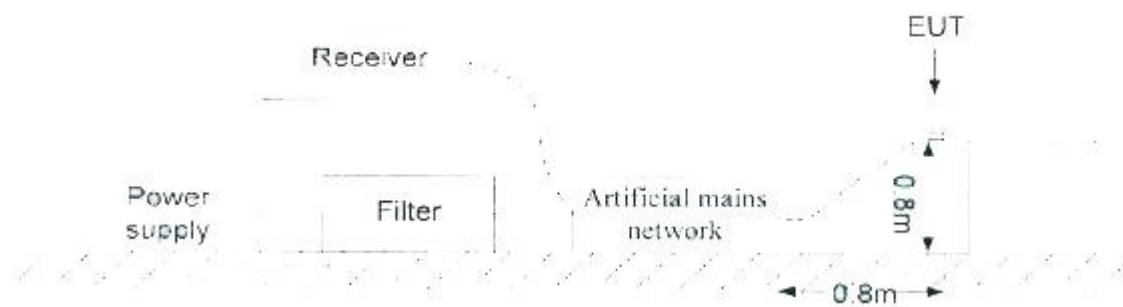 EUT
Receiver
Power
supply
Filter
Artificial mains
network
0.8m
0.8m